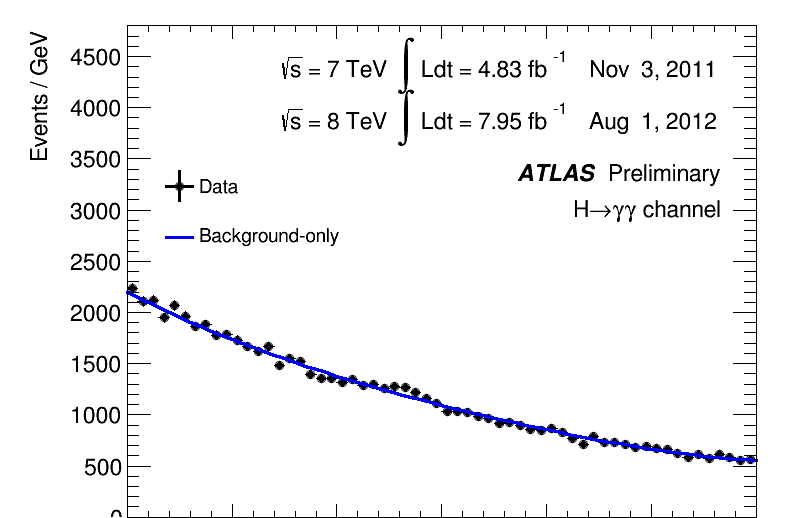 Events / GeV
4500
4000
3500
3000
2500
2000
1500
1000
500
0
√s = 7 TeV ∫ Ldt = 4.83 fb -1 Nov 3, 2011
√s = 8 TeV ∫ Ldt = 7.95 fb -1 Aug 1, 2012
ATLAS Preliminary
H→γγ channel
Data
Background-only